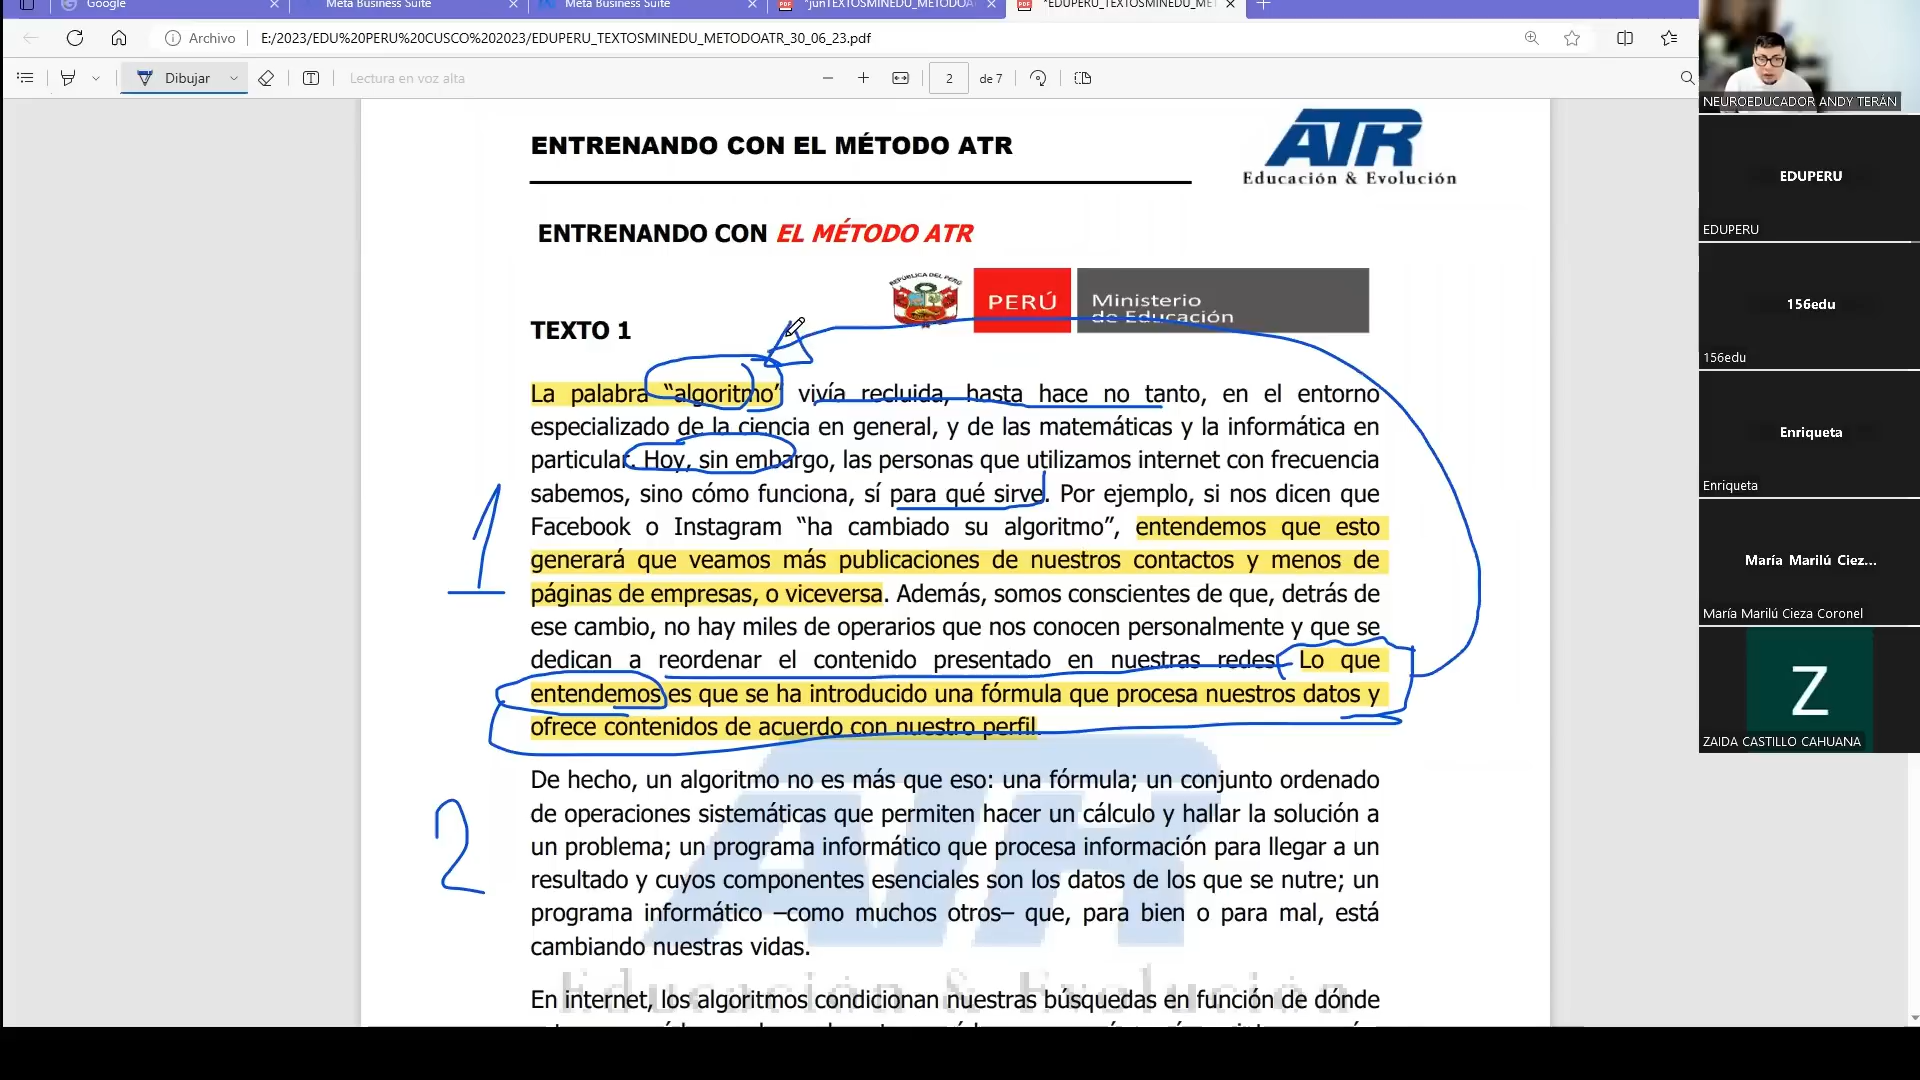 Google
Meta Business Suite
Meta Business Suite
*junTEXTOSMINEDU_METODOA
*EDUPERU_TEXTOSMINEDU_MET
Archivo
E:/2023/EDU%20PERU%20CUSCO%202023/EDUPERU_TEXTOSMINEDU_METODOATR_30_06_23.pdf
Dibujar
Lectura en voz alta
2
de 7
ENTRENANDO CON EL MÉTODO ATR
ATR
Educación & Evolución
ENTRENANDO CON EL MÉTODO ATR
REPÚBLICA DEL PERÚ
PERÚ
Ministerio
de Educación
TEXTO 1
La palabra “algoritmo” vivía recluida, hasta hace no tanto, en el entorno
especializado de la ciencia en general, y de las matemáticas y la informática en
particular. Hoy, sin embargo, las personas que utilizamos internet con frecuencia
sabemos, sino cómo funciona, sí para qué sirve. Por ejemplo, si nos dicen que
Facebook o Instagram “ha cambiado su algoritmo”, entendemos que esto
generará que veamos más publicaciones de nuestros contactos y menos de
páginas de empresas, o viceversa. Además, somos conscientes de que, detrás de
ese cambio, no hay miles de operarios que nos conocen personalmente y que se
dedican a reordenar el contenido presentado en nuestras redes. Lo que
entendemos es que se ha introducido una fórmula que procesa nuestros datos y
ofrece contenidos de acuerdo con nuestro perfil.
1
De hecho, un algoritmo no es más que eso: una fórmula; un conjunto ordenado
de operaciones sistemáticas que permiten hacer un cálculo y hallar la solución a
un problema; un programa informático que procesa información para llegar a un
resultado y cuyos componentes esenciales son los datos de los que se nutre; un
programa informático –como muchos otros– que, para bien o para mal, está
cambiando nuestras vidas.
2
ATR
Educación & Evolución
En internet, los algoritmos condicionan nuestras búsquedas en función de dónde
NEUROEDUCADOR ANDY TERÁN
EDUPERU
EDUPERU
156edu
156edu
Enriqueta
Enriqueta
María Marilú Ciez...
María Marilú Cieza Coronel
Z
ZAIDA CASTILLO CAHUANA